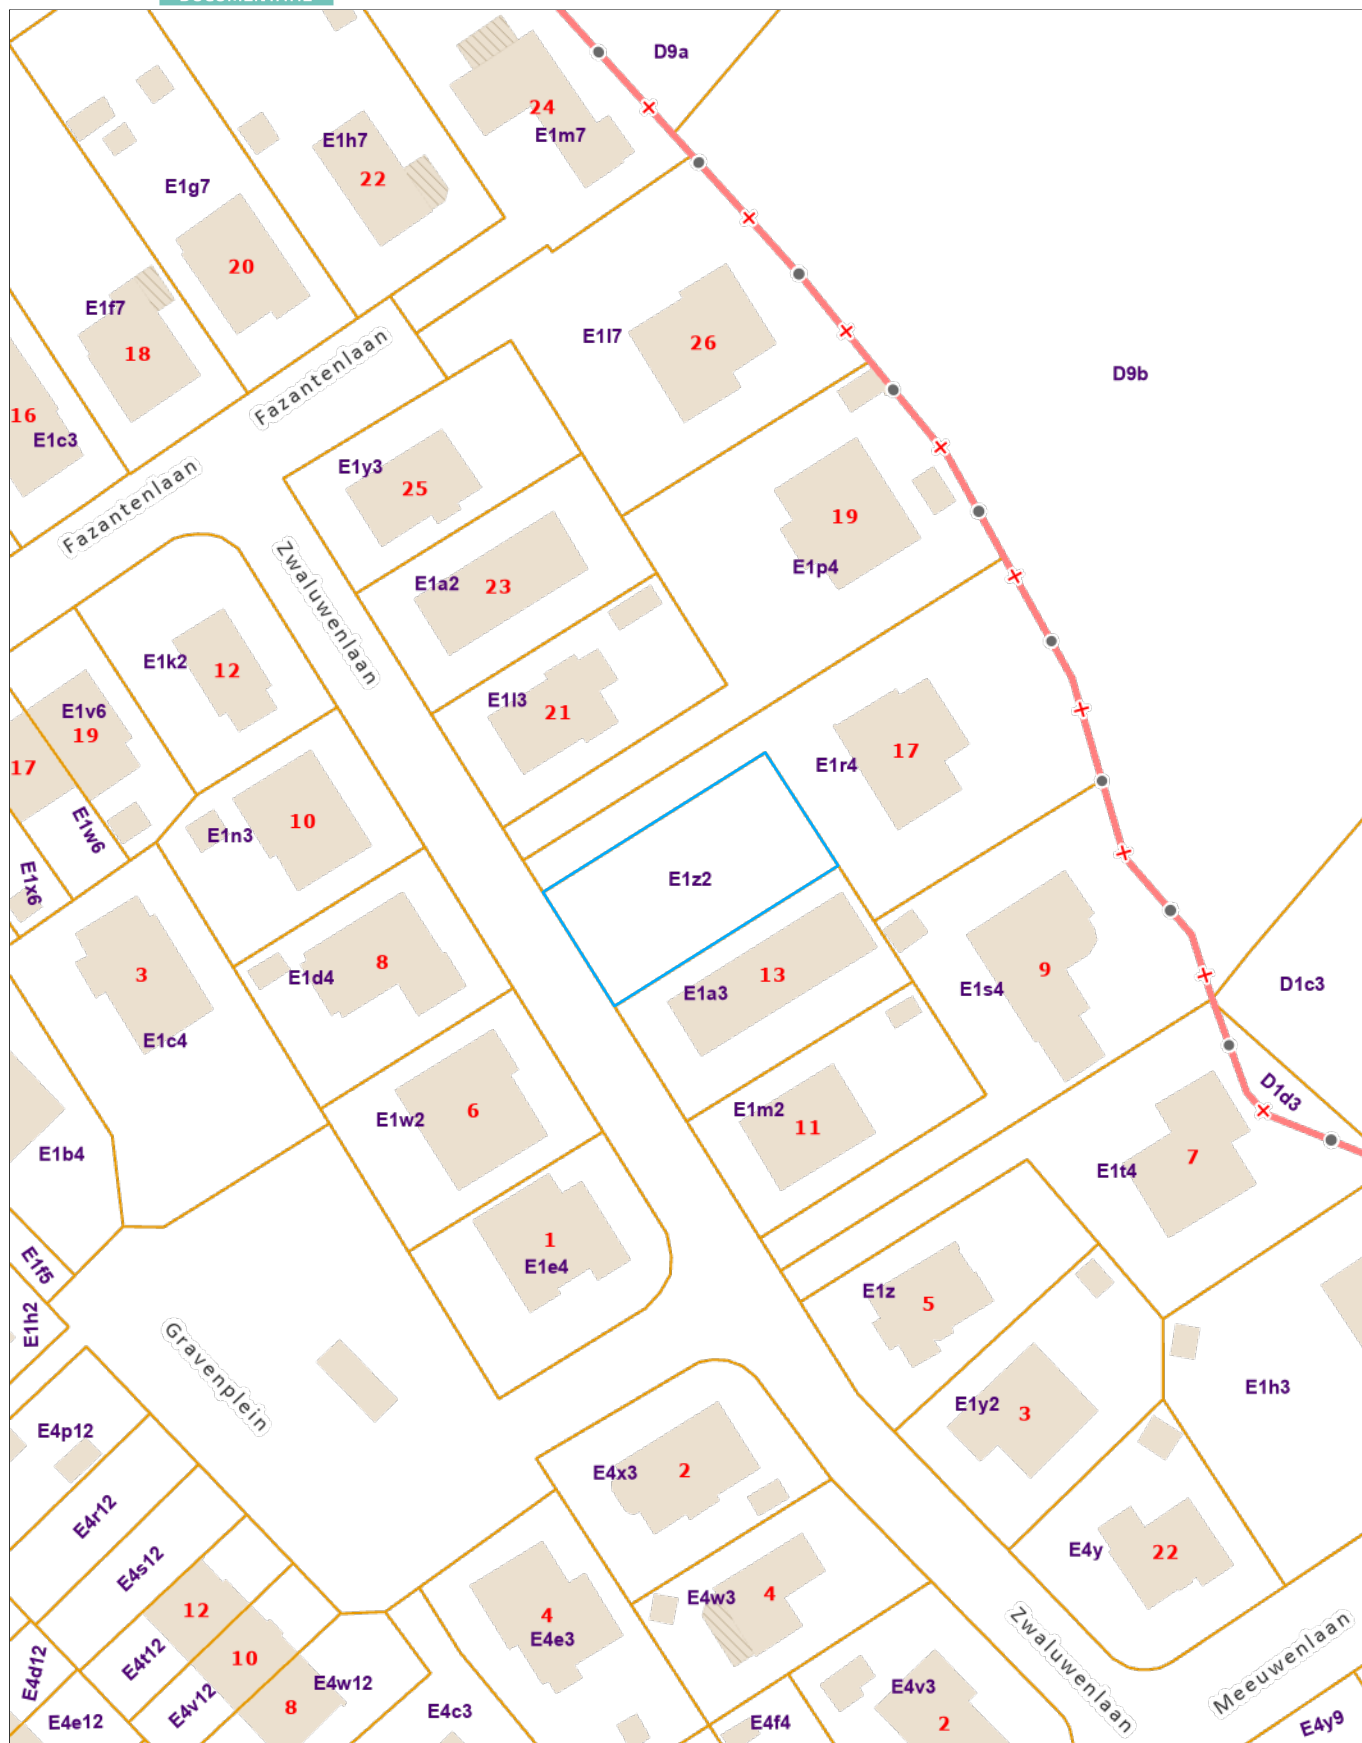 D9a
24
E1m7
E1h7
22
E1g7
20
E1f7
18
16
E1c3
Fazantenlaan
Fazantenlaan
E1l7
26
D9b
E1y3
25
E1a2
23
19
E1p4
Zwaluwenlaan
E1k2
12
E1l3
21
E1v6
19
17
E1r4
17
E1w6
E1n3
10
E1x6
E1z2
3
E1c4
E1d4
8
13
E1a3
9
E1s4
D1c3
D1d3
E1w2
6
E1m2
11
E1b4
E1t4
7
1
E1e4
E1f5
E1h2
E1z
5
Gravenplein
E1y2
3
E1h3
E4p12
E4x3
2
E4r12
E4s12
E4y
22
12
E4w3
4
4
E4e3
E4t12
10
E4d12
E4w12
E4v12
8
E4e12
E4c3
E4f4
E4v3
2
Zwaluwenlaan
Meeuwenlaan
E4y9